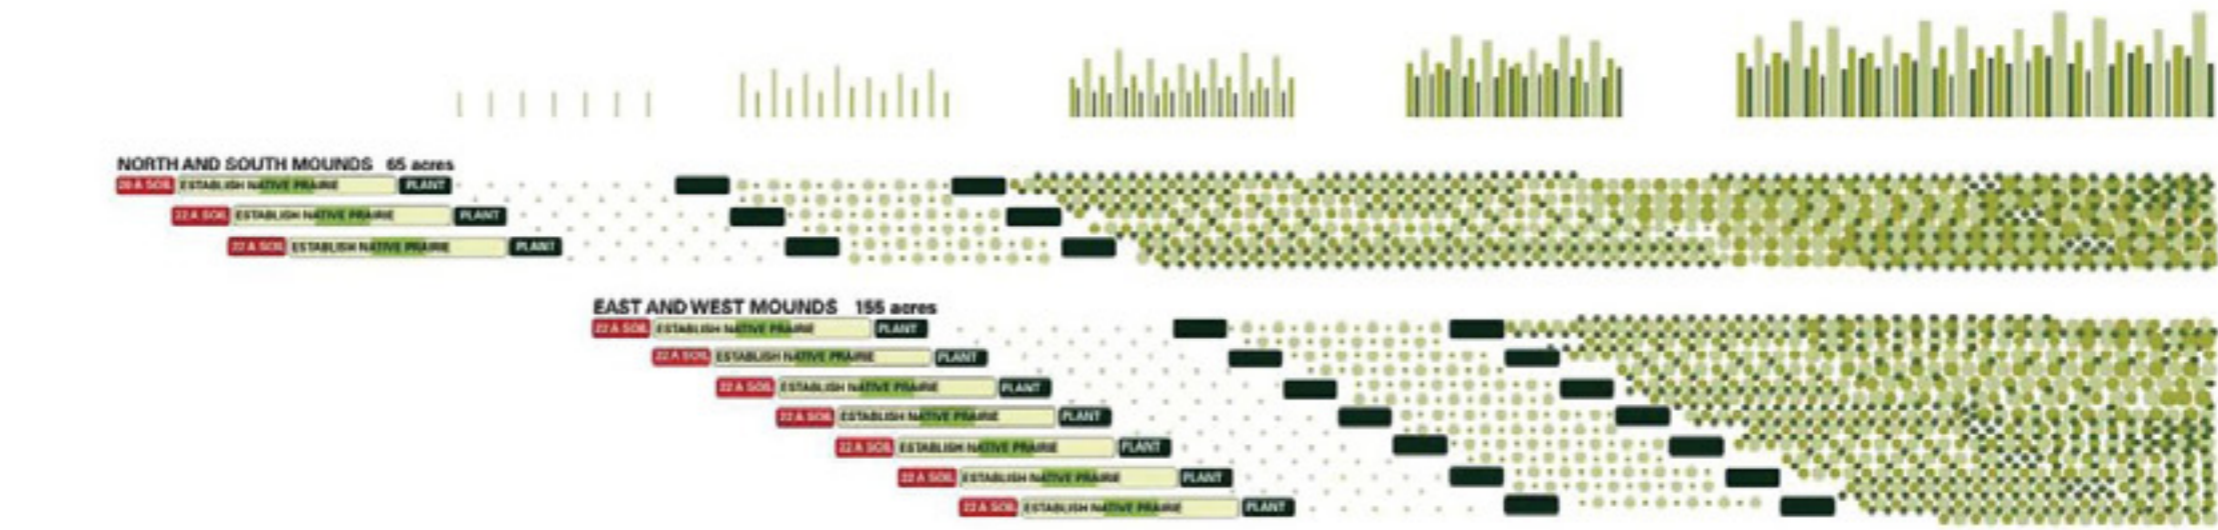 NORTH AND SOUTH MOUNDS 65 acres
20 A SOIL ESTABLISH NATIVE PRAIRIE PLANT
22 A SOIL ESTABLISH NATIVE PRAIRIE PLANT
22 A SOIL ESTABLISH NATIVE PRAIRIE PLANT
EAST AND WEST MOUNDS 155 acres
22 A SOIL ESTABLISH NATIVE PRAIRIE PLANT
22 A SOIL ESTABLISH NATIVE PRAIRIE PLANT
22 A SOIL ESTABLISH NATIVE PRAIRIE PLANT
22 A SOIL ESTABLISH NATIVE PRAIRIE PLANT
22 A SOIL ESTABLISH NATIVE PRAIRIE PLANT
22 A SOIL ESTABLISH NATIVE PRAIRIE PLANT
22 A SOIL ESTABLISH NATIVE PRAIRIE PLANT